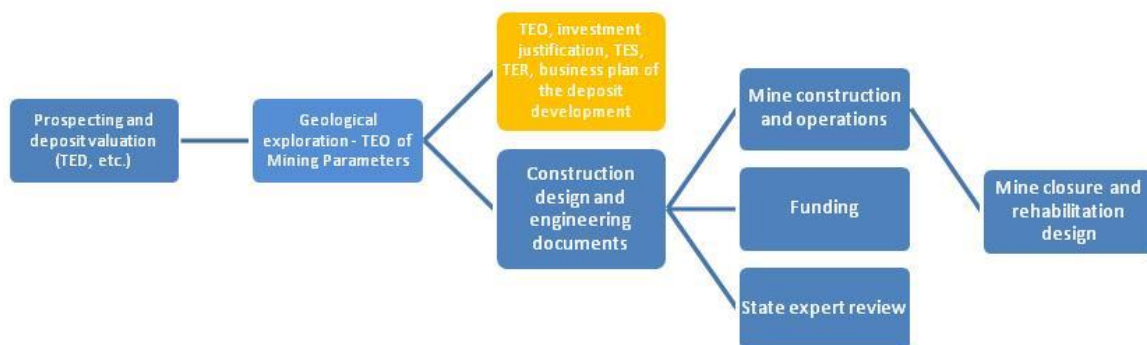 Prospecting and
deposit valuation
(TED, etc.)
Geological
exploration - TEO of
Mining Parameters
TEO, investment
justification, TES,
TER, business plan of
the deposit
development
Construction
design and
engineering
documents
Mine construction
and operations
Funding
State expert review
Mine closure and
rehabilitation
design